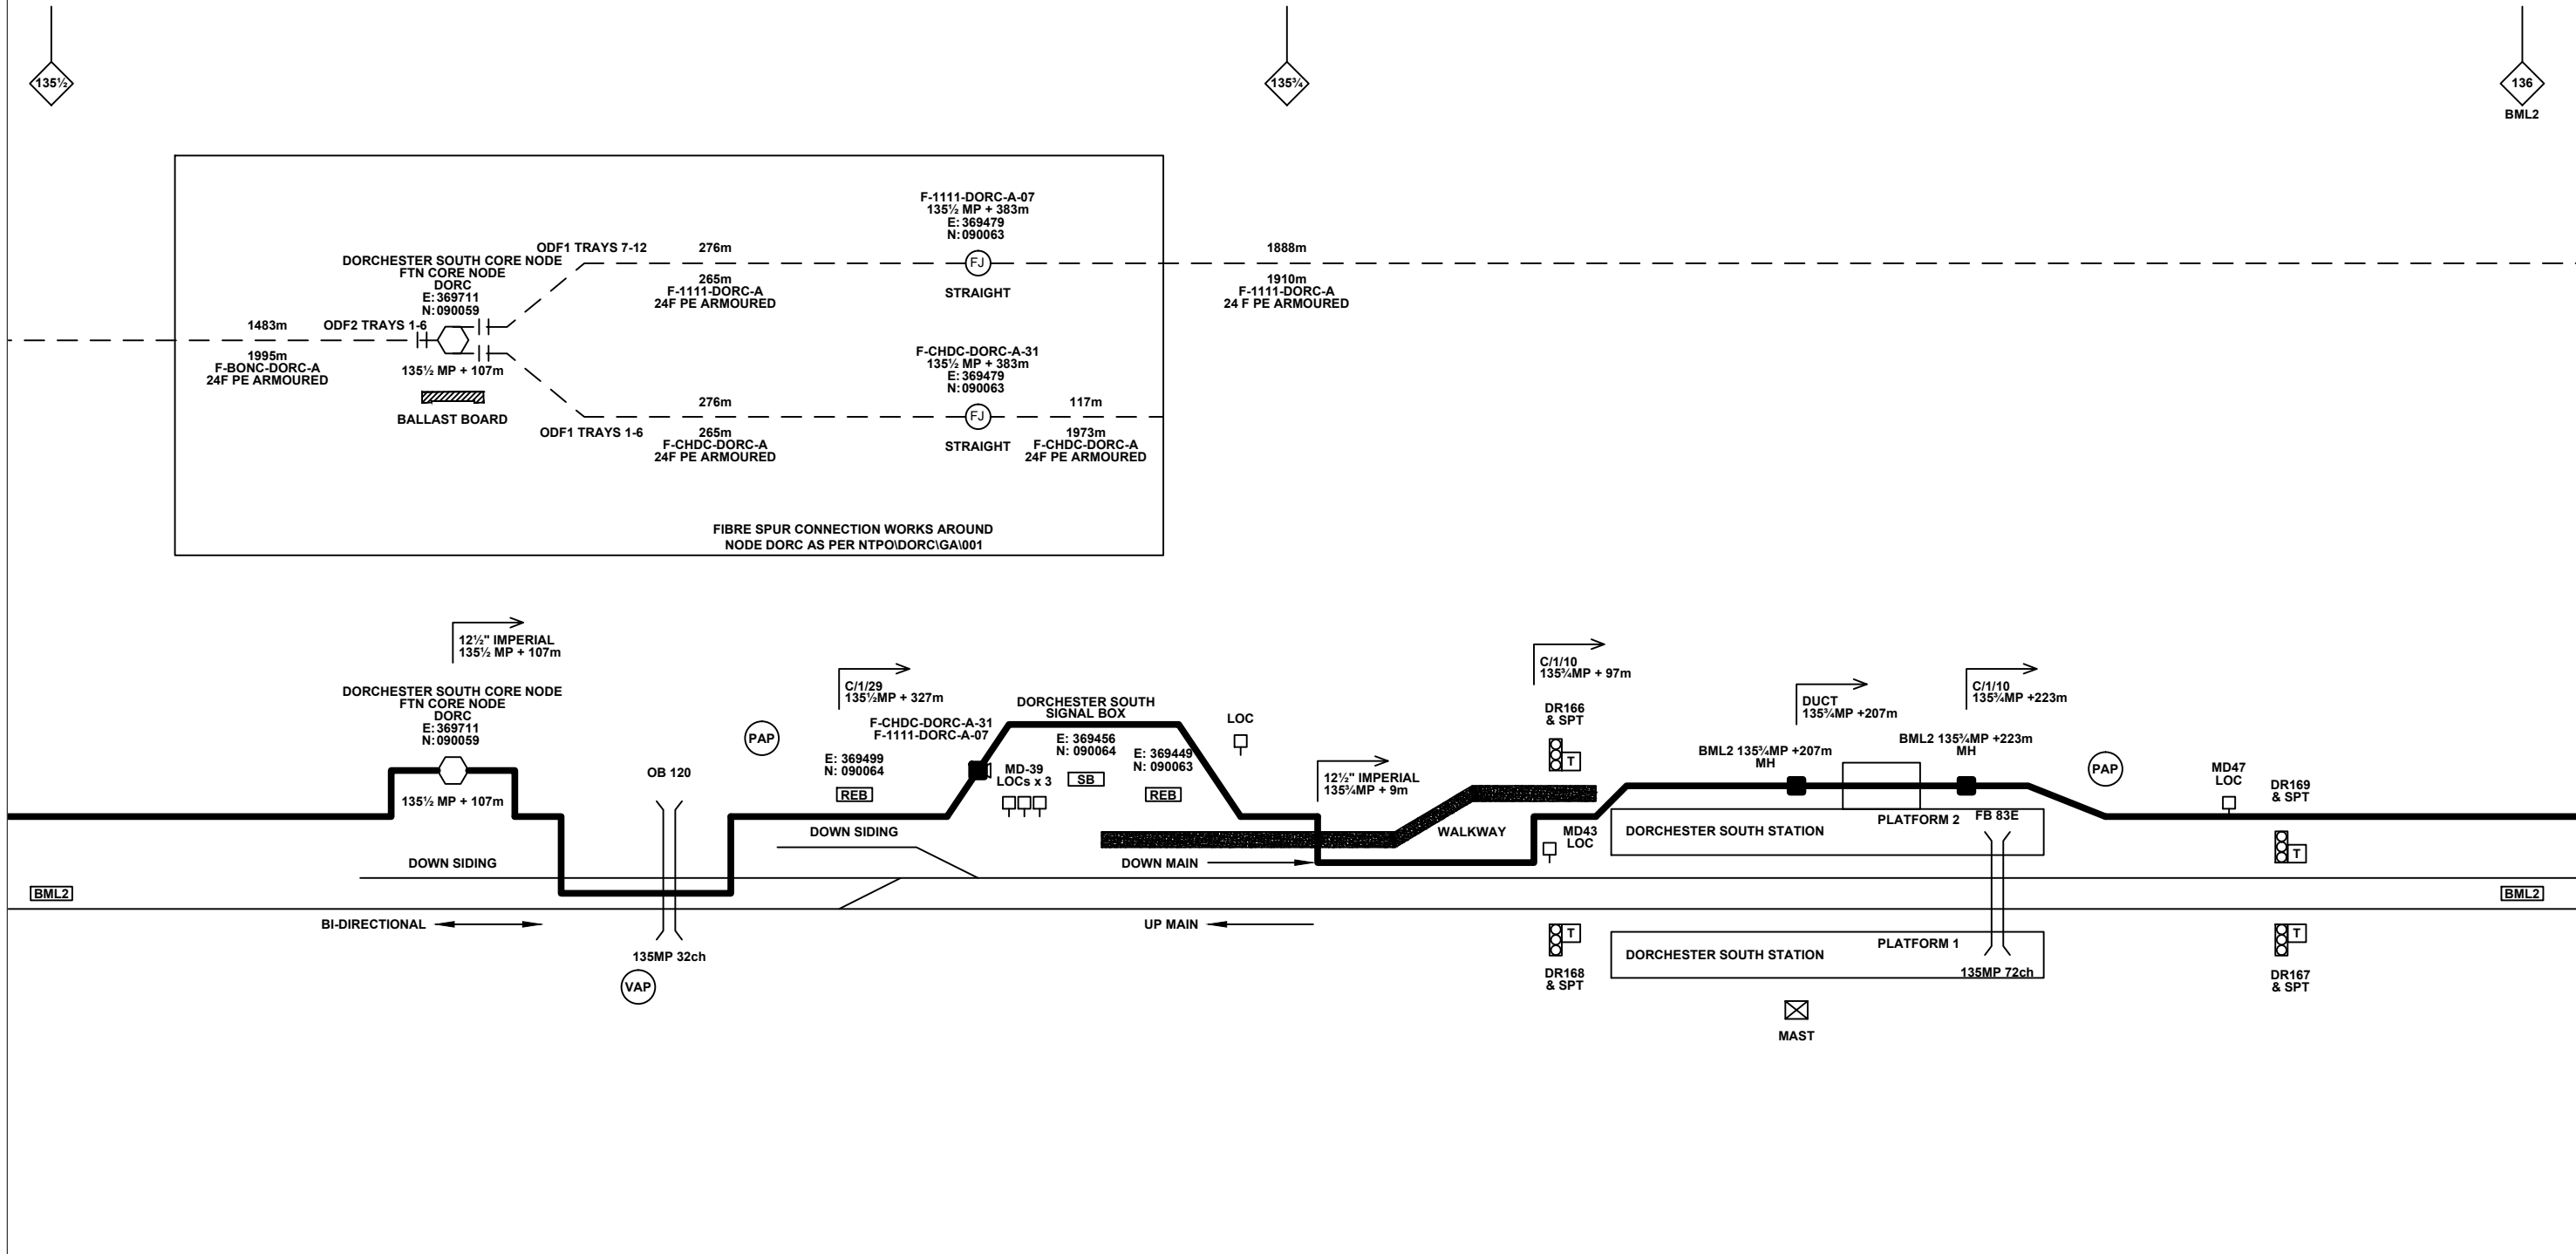 135½
135¾
136
BML2
F-1111-DORC-A-07
135½ MP + 383m
E: 369479
N: 090063
ODF1 TRAYS 7-12
276m
1888m
DORCHESTER SOUTH CORE NODE
FTN CORE NODE
DORC
E: 369711
N: 090059
FJ
265m
F-1111-DORC-A
24F PE ARMOURED
STRAIGHT
1910m
F-1111-DORC-A
24 F PE ARMOURED
1483m
ODF2 TRAYS 1-6
1995m
F-BONC-DORC-A
24F PE ARMOURED
135½ MP + 107m
BALLAST BOARD
F-CHDC-DORC-A-31
135½ MP + 383m
E: 369479
N: 090063
276m
FJ
117m
ODF1 TRAYS 1-6
265m
F-CHDC-DORC-A
24F PE ARMOURED
STRAIGHT
1973m
F-CHDC-DORC-A
24F PE ARMOURED
FIBRE SPUR CONNECTION WORKS AROUND
NODE DORC AS PER NTPO\DORC\GA\001
12½" IMPERIAL
135½ MP + 107m
C/1/29
135½MP + 327m
C/1/10
135¾MP + 97m
DUCT
135¾MP +207m
C/1/10
135¾MP +223m
DORCHESTER SOUTH CORE NODE
FTN CORE NODE
DORC
E: 369711
N: 090059
135½ MP + 107m
PAP
OB 120
F-CHDC-DORC-A-31
F-1111-DORC-A-07
DORCHESTER SOUTH
SIGNAL BOX
E: 369499
N: 090064
REB
MD-39
LOCs x 3
E: 369456
N: 090064
SB
E: 369449
N: 090063
REB
LOC
12½" IMPERIAL
135¾MP + 9m
DR166
& SPT
T
BML2 135¾MP +207m
MH
BML2 135¾MP +223m
MH
PAP
MD47
LOC
DR169
& SPT
T
DOWN SIDING
DOWN SIDING
WALKWAY
MD43
LOC
DORCHESTER SOUTH STATION
PLATFORM 2
FB 83E
DOWN MAIN
BML2
BML2
BI-DIRECTIONAL
UP MAIN
135MP 32ch
VAP
T
DR168
& SPT
DORCHESTER SOUTH STATION
PLATFORM 1
135MP 72ch
T
DR167
& SPT
MAST